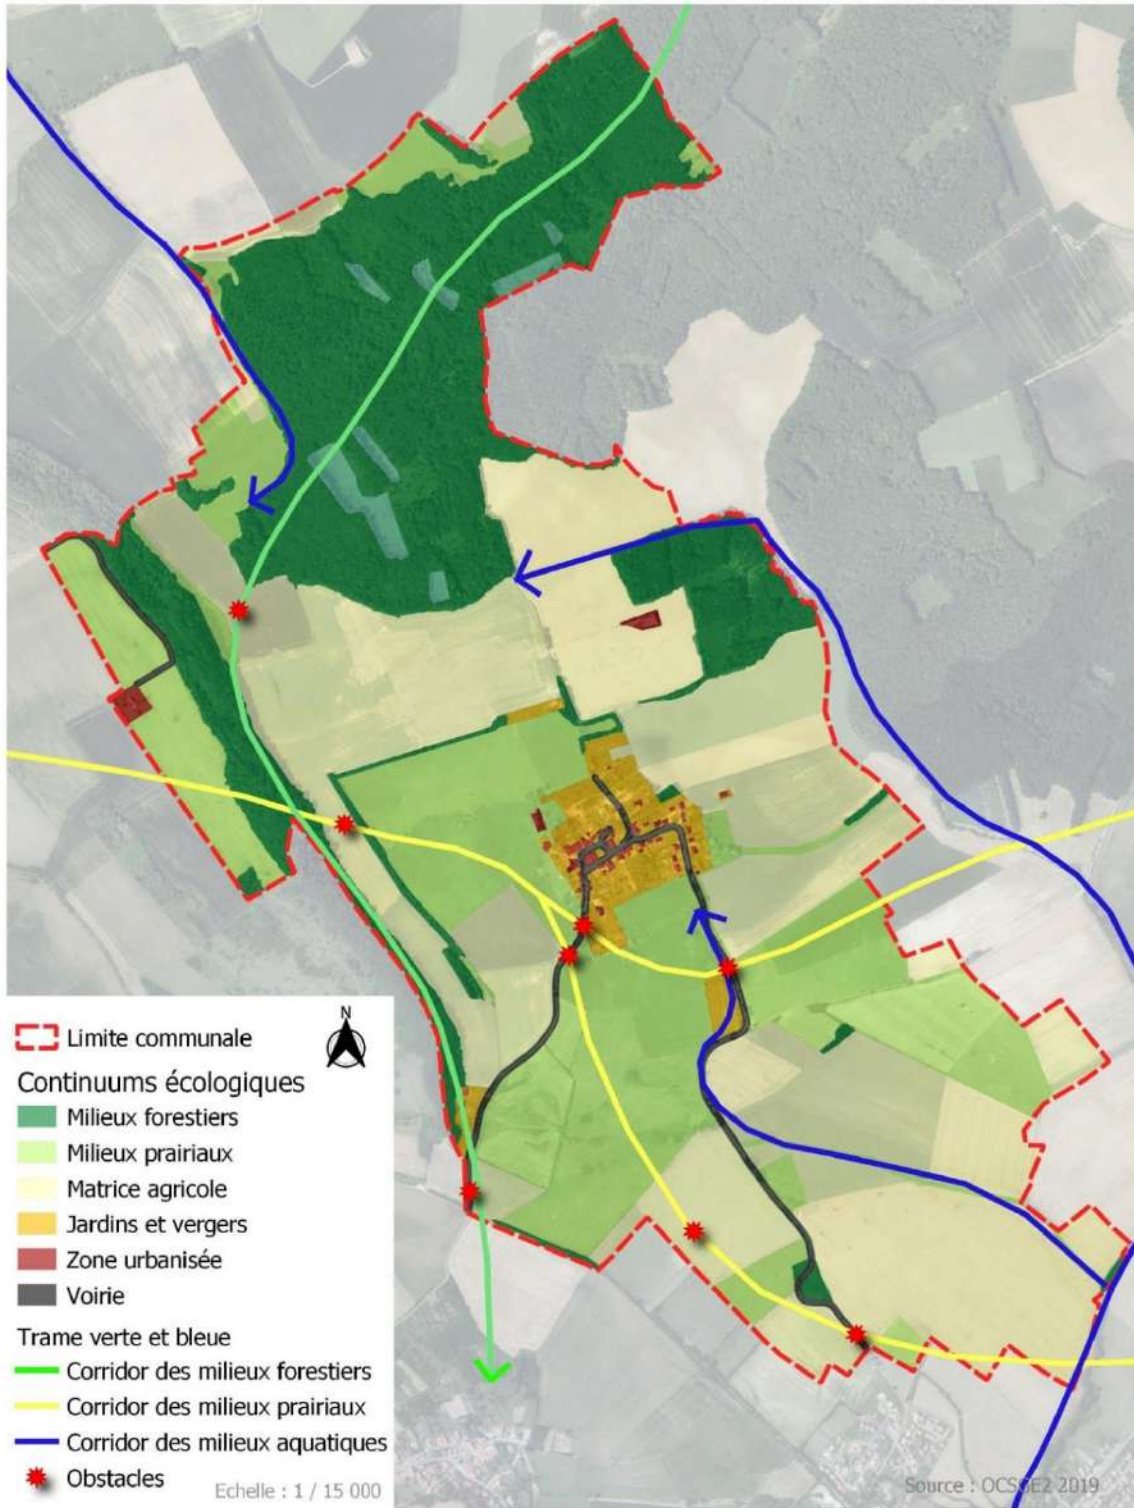 N
Limite communale
Continuums écologiques
Milieux forestiers
Milieux prairiaux
Matrice agricole
Jardins et vergers
Zone urbanisée
Voirie
Trame verte et bleue
Corridor des milieux forestiers
Corridor des milieux prairiaux
Corridor des milieux aquatiques
Obstacles
Echelle : 1 / 15 000
Source : OCSGE2 2019